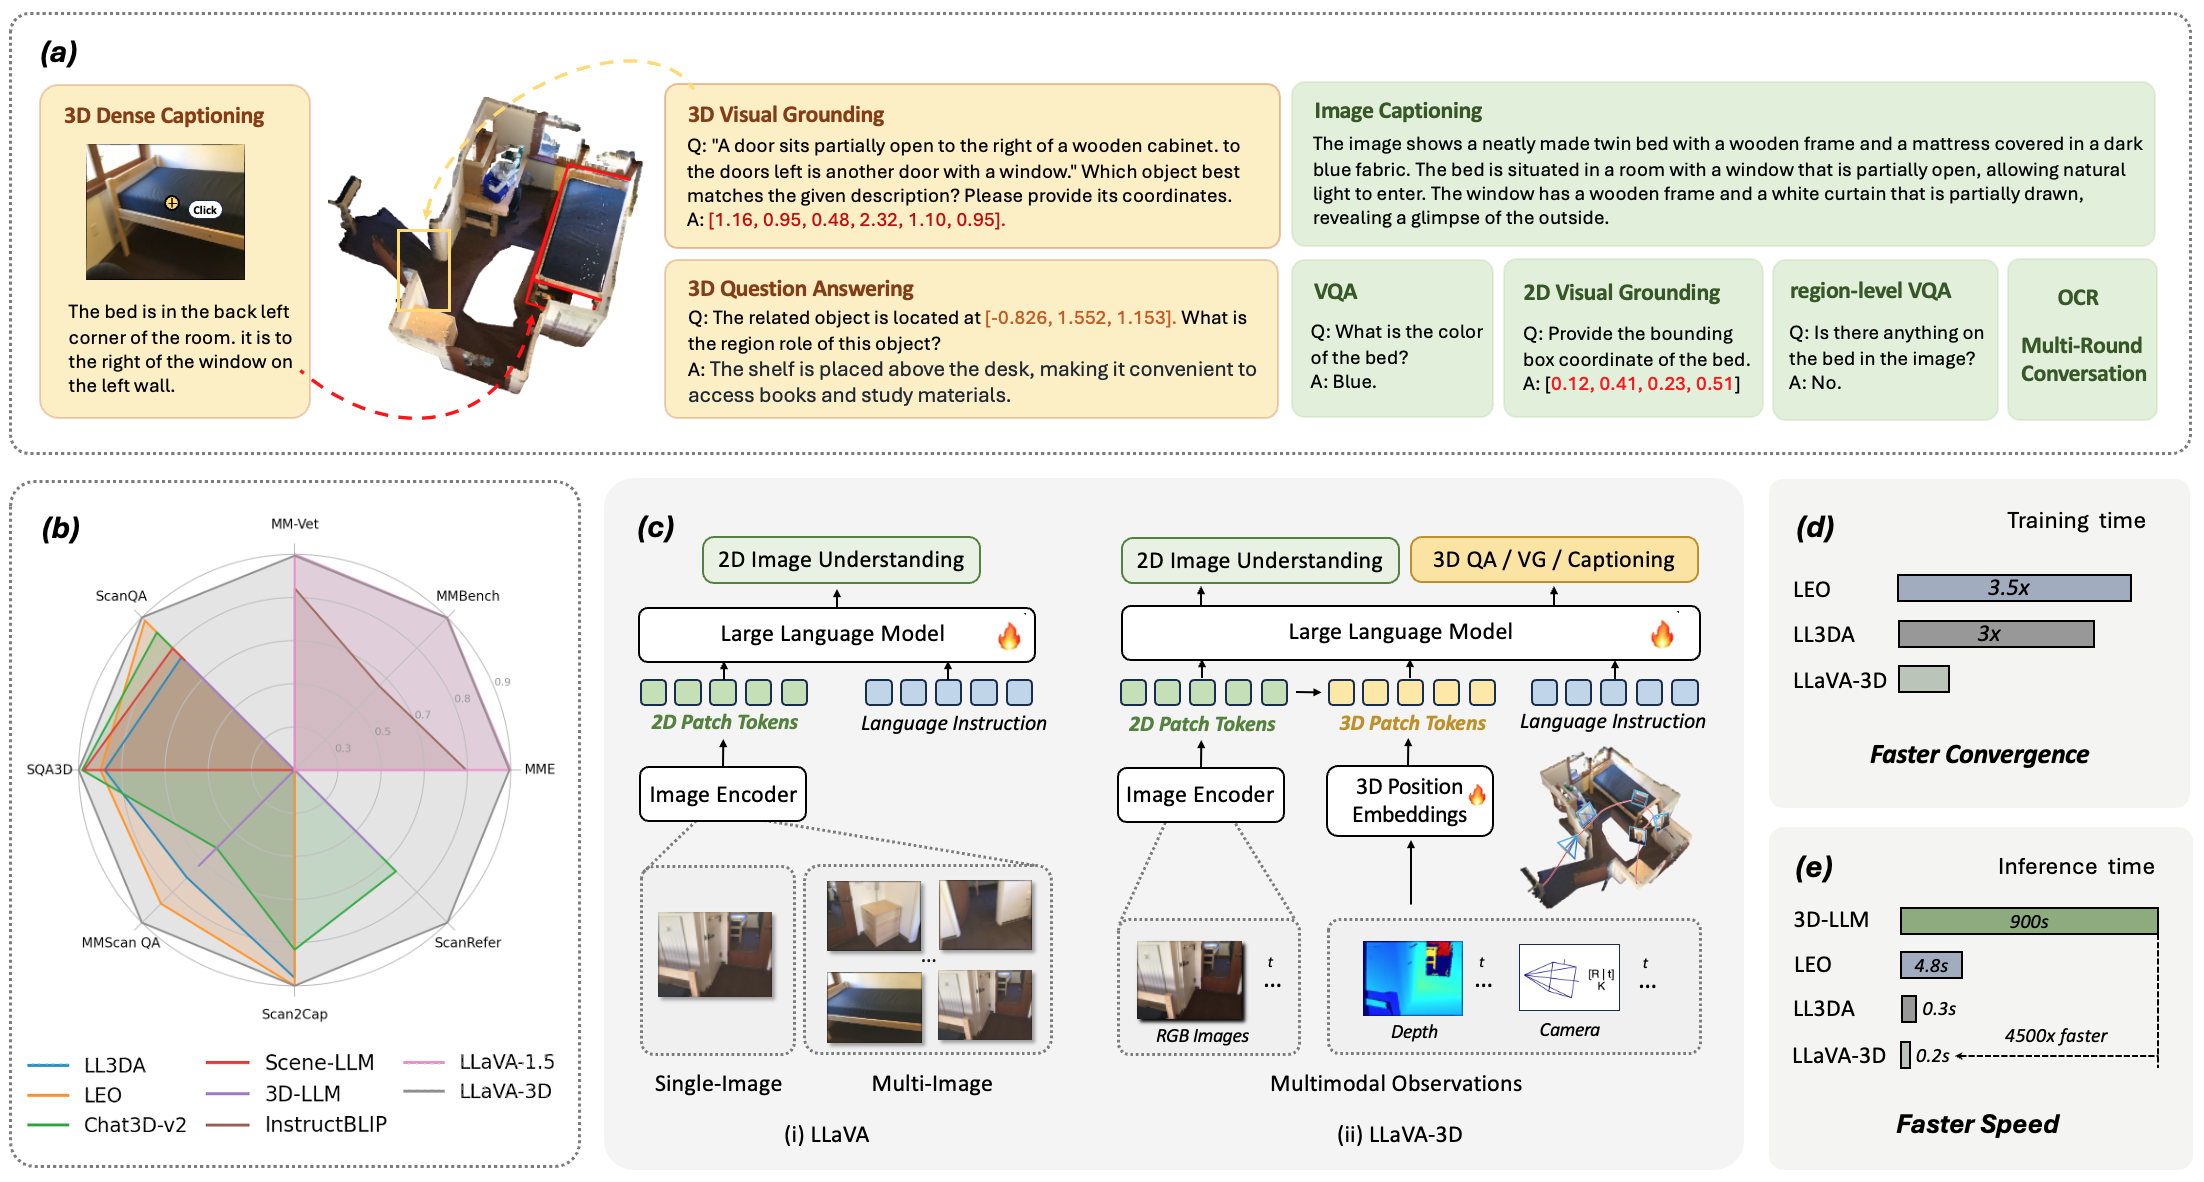 (a)
3D Dense Captioning
Click
The bed is in the back left
corner of the room. it is to
the right of the window on
the left wall.
3D Visual Grounding
Q: "A door sits partially open to the right of a wooden cabinet. to
the doors left is another door with a window." Which object best
matches the given description? Please provide its coordinates.
A: [1.16, 0.95, 0.48, 2.32, 1.10, 0.95].
3D Question Answering
Q: The related object is located at [-0.826, 1.552, 1.153]. What is
the region role of this object?
A: The shelf is placed above the desk, making it convenient to
access books and study materials.
Image Captioning
The image shows a neatly made twin bed with a wooden frame and a mattress covered in a dark
blue fabric. The bed is situated in a room with a window that is partially open, allowing natural
light to enter. The window has a wooden frame and a white curtain that is partially drawn,
revealing a glimpse of the outside.
VQA
Q: What is the color
of the bed?
A: Blue.
2D Visual Grounding
Q: Provide the bounding
box coordinate of the bed.
A: [0.12, 0.41, 0.23, 0.51]
region-level VQA
Q: Is there anything on
the bed in the image?
A: No.
OCR
Multi-Round
Conversation
(b)
MM-Vet
ScanQA
MMBench
0.9
0.8
0.7
0.5
0.3
SQA3D
MME
MMScan QA
ScanRefer
Scan2Cap
LL3DA
LEO
Chat3D-v2
Scene-LLM
3D-LLM
InstructBLIP
LLaVA-1.5
LLaVA-3D
(c)
2D Image Understanding
Large Language Model
2D Patch Tokens
Language Instruction
Image Encoder
...
Single-Image
Multi-Image
(i) LLaVA
2D Image Understanding
3D QA / VG / Captioning
Large Language Model
2D Patch Tokens
3D Patch Tokens
Language Instruction
Image Encoder
3D Position
Embeddings
t
...
RGB Images
t
...
Depth
[R | t]
K
t
...
Camera
Multimodal Observations
(ii) LLaVA-3D
(d)
Training time
LEO
3.5x
LL3DA
3x
LLaVA-3D
Faster Convergence
(e)
Inference time
3D-LLM
900s
LEO
4.8s
LL3DA
0.3s
LLaVA-3D
0.2s
4500x faster
Faster Speed